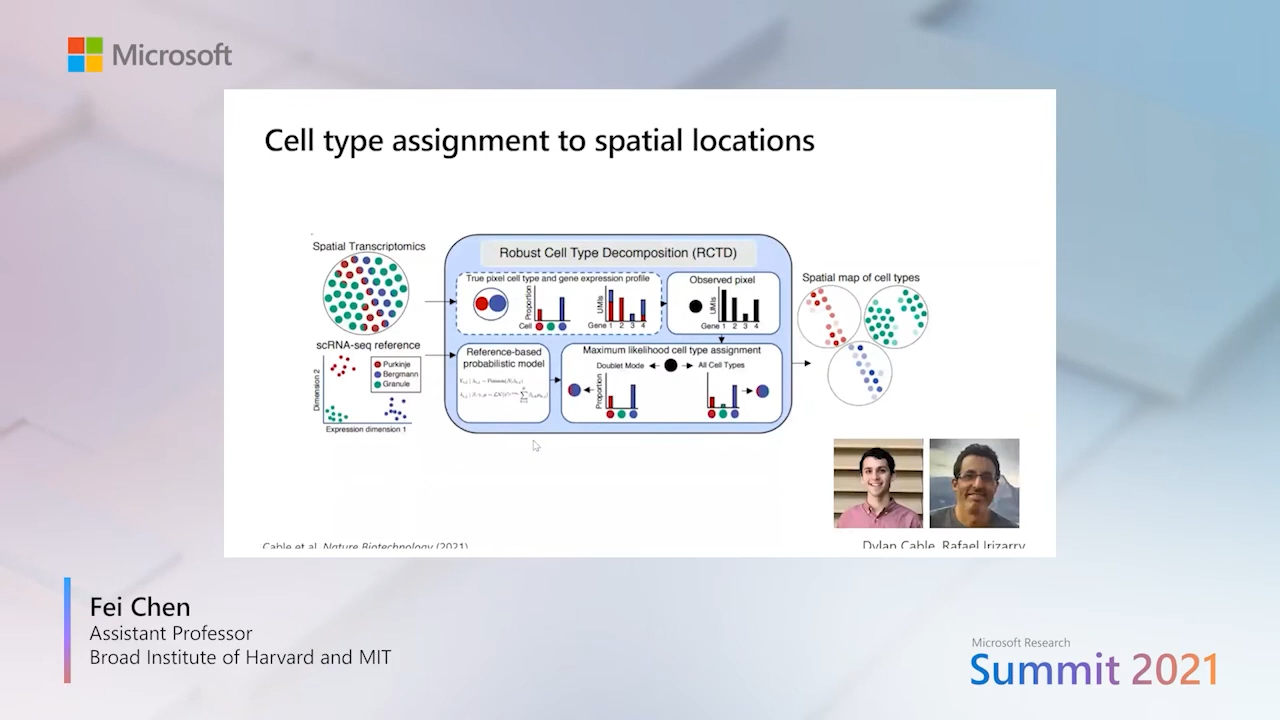 Microsoft
Cell type assignment to spatial locations
Spatial Transcriptomics
scRNA-seq reference
Purkinje
Bergmann
Granule
Dimension 2
Expression dimension 1
Robust Cell Type Decomposition (RCTD)
True pixel cell type and gene expression profile
Proportion
Cell
UMIs
Gene 1 2 3 4
Observed pixel
UMIs
Gene 1 2 3 4
Reference-based
probabilistic model
Maximum likelihood cell type assignment
Doublet Mode
All Cell Types
Proportion
Spatial map of cell types
Cable et al. Nature Biotechnology (2021)
Dylan Cable, Rafael Irizarry
Fei Chen
Assistant Professor
Broad Institute of Harvard and MIT
Microsoft Research
Summit 2021